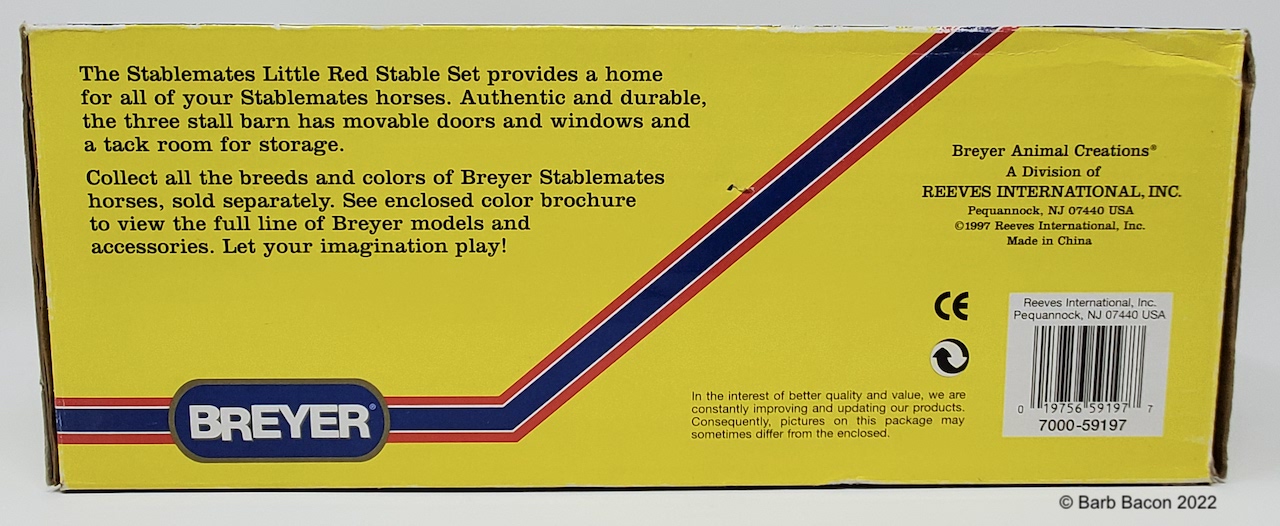 The Stablemates Little Red Stable Set provides a home
for all of your Stablemates horses. Authentic and durable,
the three stall barn has movable doors and windows and
a tack room for storage.
Collect all the breeds and colors of Breyer Stablemates
horses, sold separately. See enclosed color brochure
to view the full line of Breyer models and
accessories. Let your imagination play!
Breyer Animal Creations®
A Division of
REEVES INTERNATIONAL, INC.
Pequannock, NJ 07440 USA
©1997 Reeves International, Inc.
Made in China
CE
Reeves International, Inc.
Pequannock, NJ 07440 USA
0 19756 59197 7
7000-59197
In the interest of better quality and value, we are
constantly improving and updating our products.
Consequently, pictures on this package may
sometimes differ from the enclosed.
BREYER®
© Barb Bacon 2022